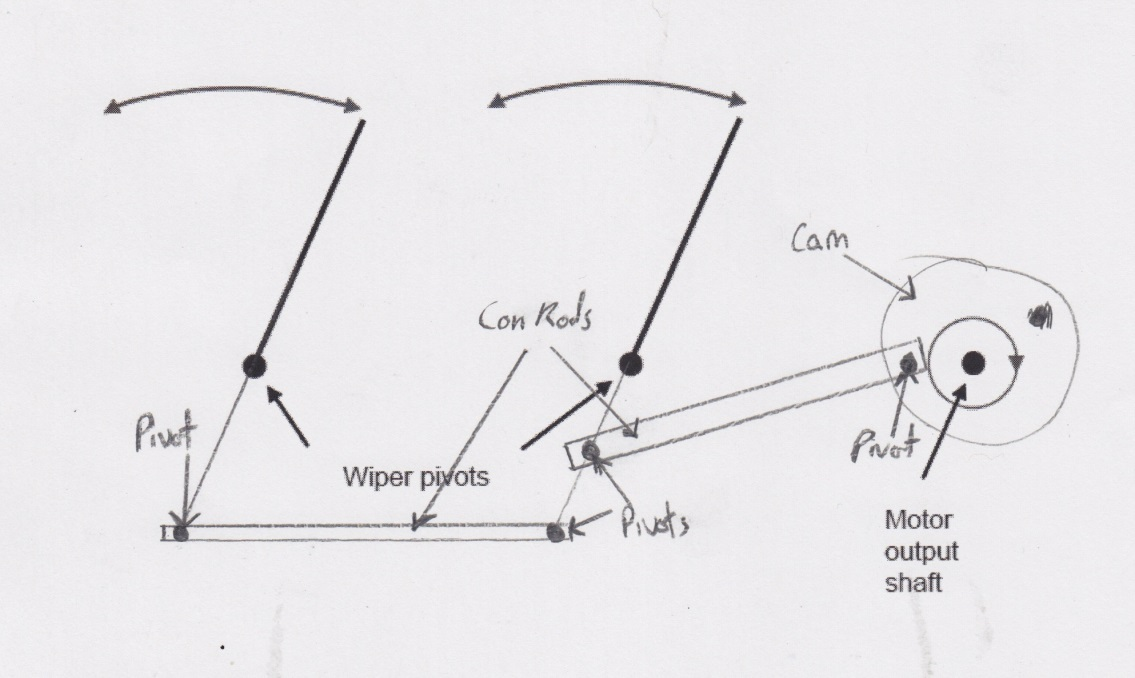 Cam
Con Rods
Pivot
Wiper pivots
Pivot
Pivots
Motor
output
shaft